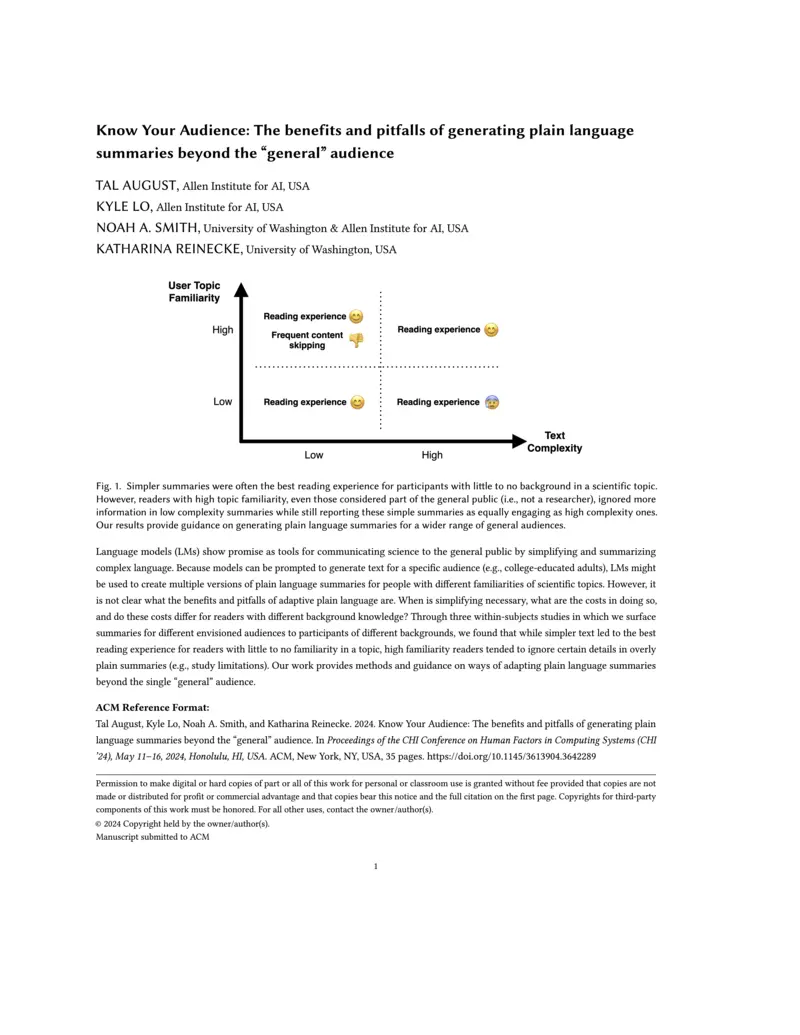 Know Your Audience: The benefits and pitfalls of generating plain language
summaries beyond the “general” audience
TAL AUGUST, Allen Institute for AI, USA
KYLE LO, Allen Institute for AI, USA
NOAH A. SMITH, University of Washington & Allen Institute for AI, USA
KATHARINA REINECKE, University of Washington, USA
User Topic
Familiarity
High
Reading experience 😊
Frequent content
skipping 👎
Reading experience 😊
Low
Reading experience 😊
Reading experience 😰
Low
High
Text
Complexity
Fig. 1. Simpler summaries were often the best reading experience for participants with little to no background in a scientific topic.
However, readers with high topic familiarity, even those considered part of the general public (i.e., not a researcher), ignored more
information in low complexity summaries while still reporting these simple summaries as equally engaging as high complexity ones.
Our results provide guidance on generating plain language summaries for a wider range of general audiences.
Language models (LMs) show promise as tools for communicating science to the general public by simplifying and summarizing
complex language. Because models can be prompted to generate text for a specific audience (e.g., college-educated adults), LMs might
be used to create multiple versions of plain language summaries for people with different familiarities of scientific topics. However, it
is not clear what the benefits and pitfalls of adaptive plain language are. When is simplifying necessary, what are the costs in doing so,
and do these costs differ for readers with different background knowledge? Through three within-subjects studies in which we surface
summaries for different envisioned audiences to participants of different backgrounds, we found that while simpler text led to the best
reading experience for readers with little to no familiarity in a topic, high familiarity readers tended to ignore certain details in overly
plain summaries (e.g., study limitations). Our work provides methods and guidance on ways of adapting plain language summaries
beyond the single “general” audience.
ACM Reference Format:
Tal August, Kyle Lo, Noah A. Smith, and Katharina Reinecke. 2024. Know Your Audience: The benefits and pitfalls of generating plain
language summaries beyond the “general” audience. In Proceedings of the CHI Conference on Human Factors in Computing Systems (CHI
’24), May 11–16, 2024, Honolulu, HI, USA. ACM, New York, NY, USA, 35 pages. https://doi.org/10.1145/3613904.3642289
Permission to make digital or hard copies of part or all of this work for personal or classroom use is granted without fee provided that copies are not
made or distributed for profit or commercial advantage and that copies bear this notice and the full citation on the first page. Copyrights for third-party
components of this work must be honored. For all other uses, contact the owner/author(s).
© 2024 Copyright held by the owner/author(s).
Manuscript submitted to ACM
1